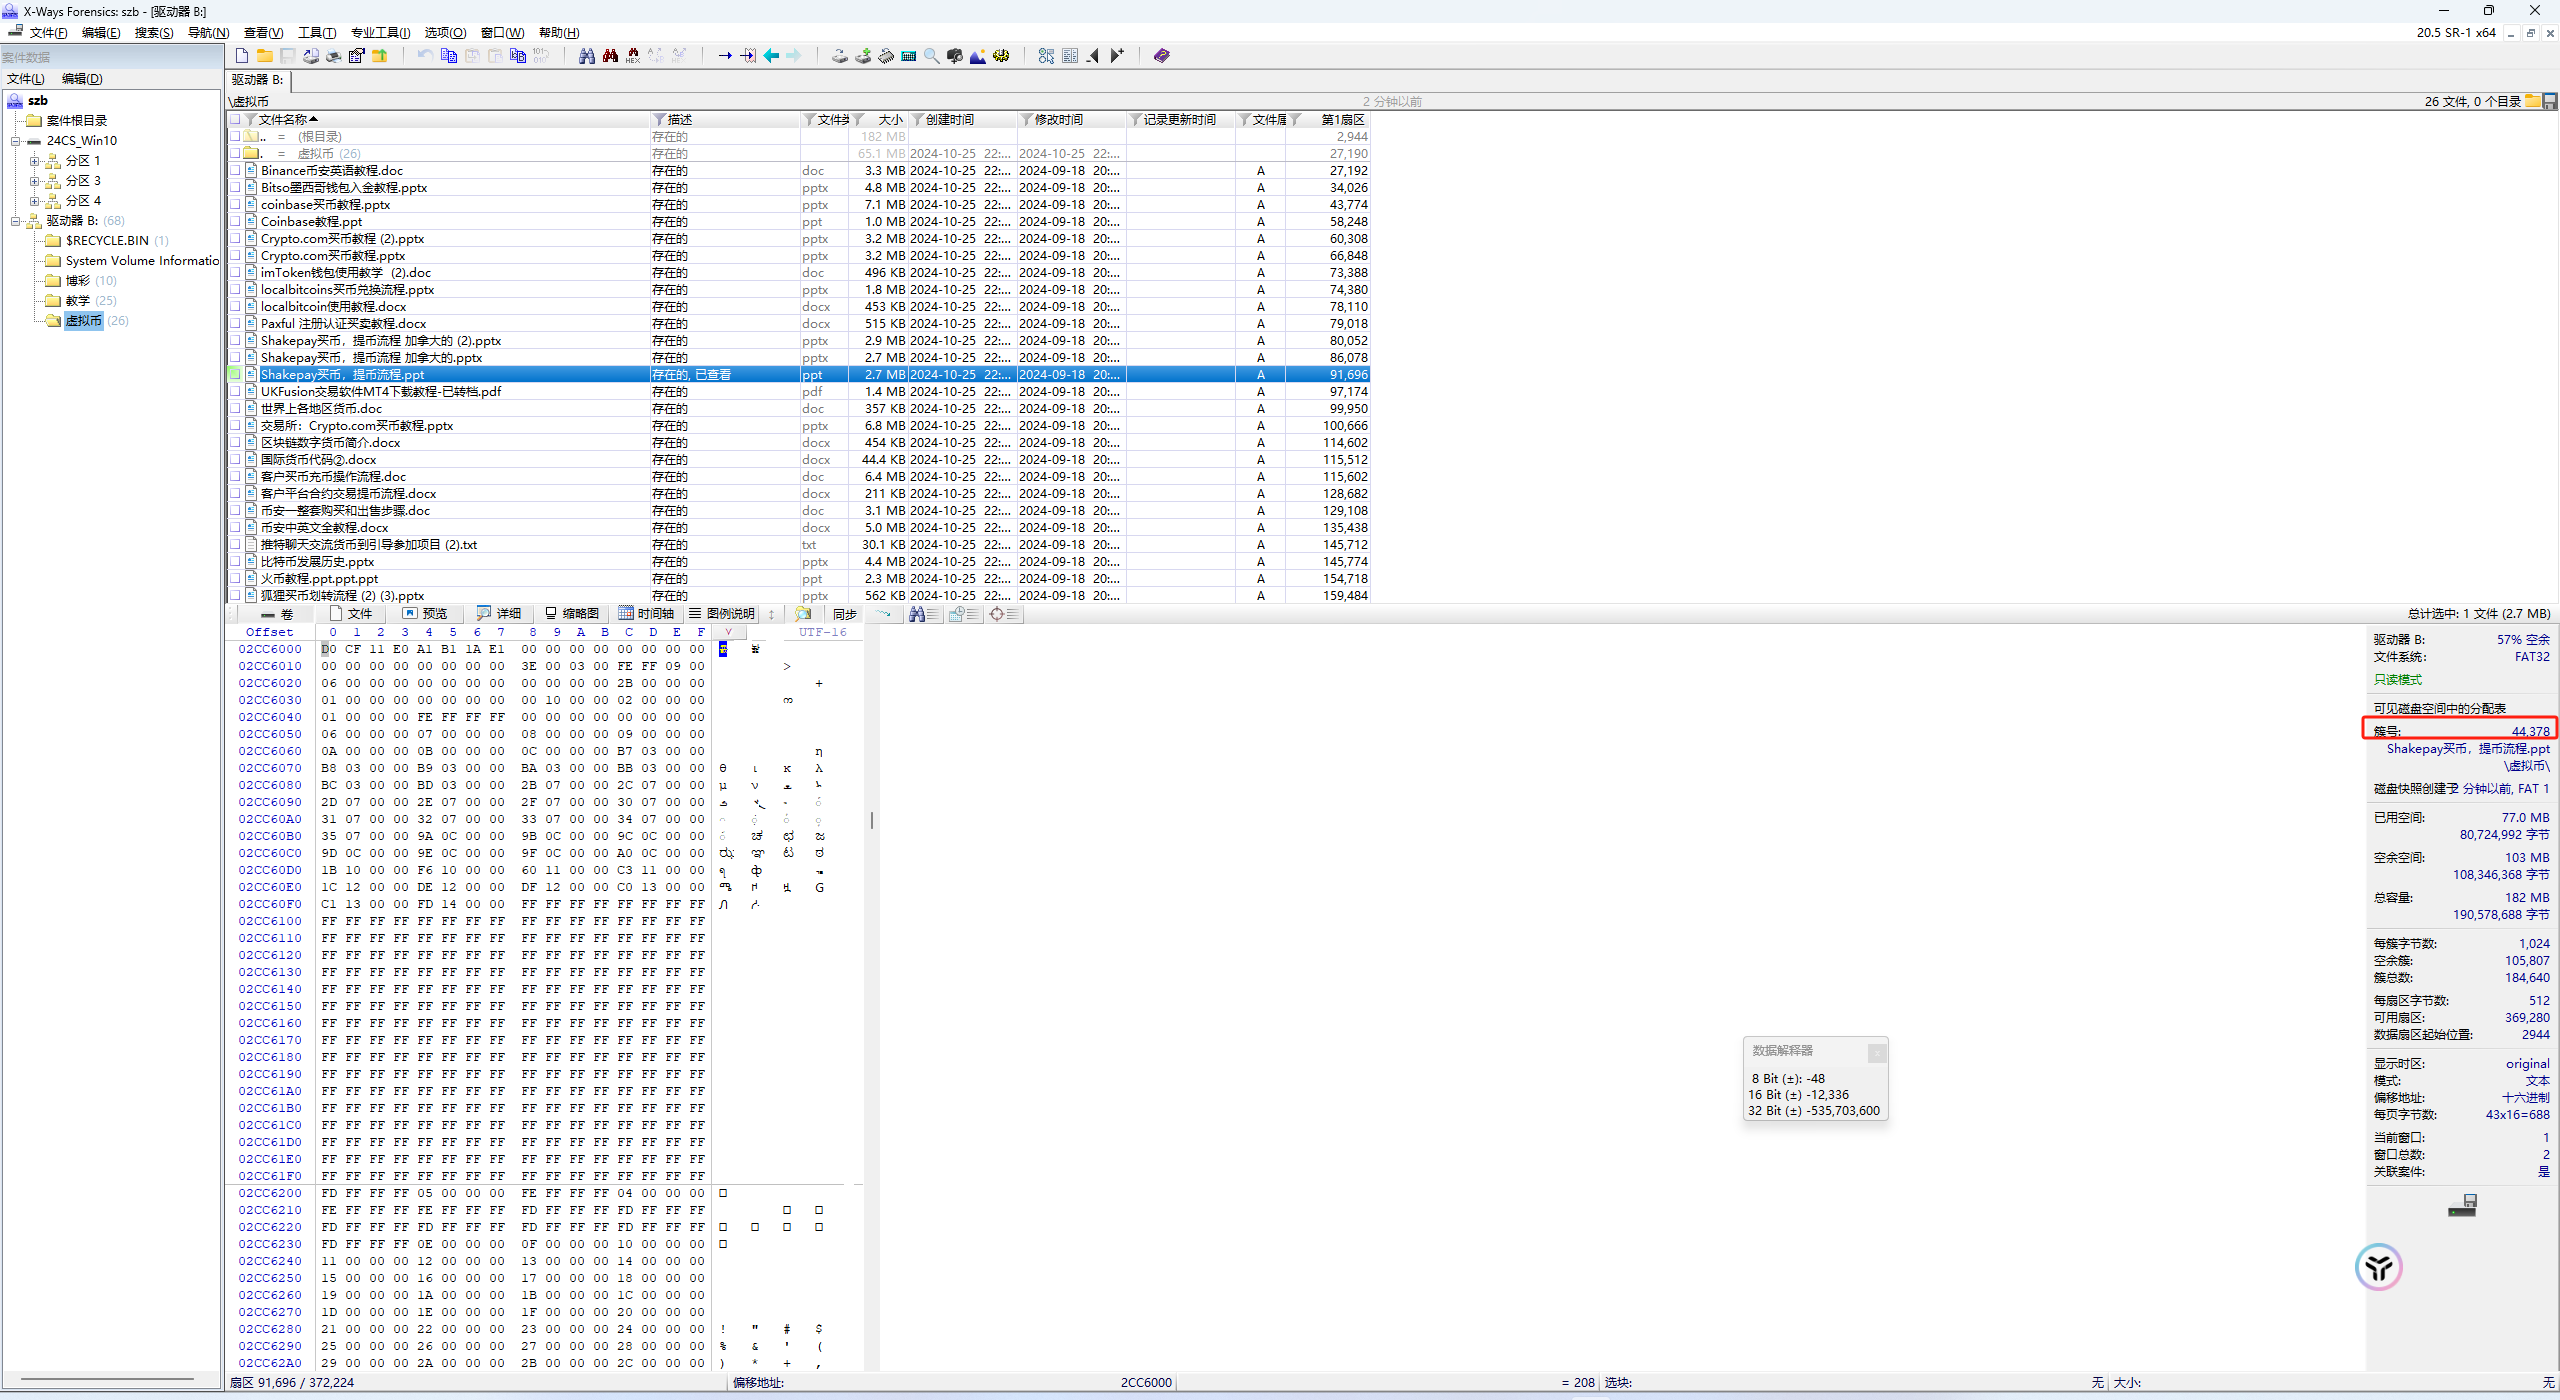 X-Ways Forensics: szb - [驱动器 B:]
文件(F) 编辑(E) 搜索(S) 导航(N) 查看(V) 工具(T) 专业工具(I) 选项(O) 窗口(W) 帮助(H) 20.5 SR-1 x64
案件数据
文件(L) 编辑(D)
szb
案件根目录
24CS_Win10
分区 1
分区 3
分区 4
驱动器 B: (68)
$RECYCLE.BIN (1)
System Volume Informatio
博彩 (10)
教学 (25)
虚拟币 (26)
驱动器 B:
\虚拟币 2 分钟以前 26 文件, 0 个目录
文件名称 描述 文件类 大小 创建时间 修改时间 记录更新时间 文件属 第1扇区
.. = (根目录) 存在的 182 MB 2,944
. = 虚拟币 (26) 存在的 65.1 MB 2024-10-25 22:... 2024-10-25 22:... 27,190
Binance币安英语教程.doc 存在的 doc 3.3 MB 2024-10-25 22:... 2024-09-18 20:... A 27,192
Bitso墨西哥钱包入金教程.pptx 存在的 pptx 4.8 MB 2024-10-25 22:... 2024-09-18 20:... A 34,026
coinbase买币教程.pptx 存在的 pptx 7.1 MB 2024-10-25 22:... 2024-09-18 20:... A 43,774
Coinbase教程.ppt 存在的 ppt 1.0 MB 2024-10-25 22:... 2024-09-18 20:... A 58,248
Crypto.com买币教程 (2).pptx 存在的 pptx 3.2 MB 2024-10-25 22:... 2024-09-18 20:... A 60,308
Crypto.com买币教程.pptx 存在的 pptx 3.2 MB 2024-10-25 22:... 2024-09-18 20:... A 66,848
imToken钱包使用教学 (2).doc 存在的 doc 496 KB 2024-10-25 22:... 2024-09-18 20:... A 73,388
localbitcoins买币兑换流程.pptx 存在的 pptx 1.8 MB 2024-10-25 22:... 2024-09-18 20:... A 74,380
localbitcoin使用教程.docx 存在的 docx 453 KB 2024-10-25 22:... 2024-09-18 20:... A 78,110
Paxful 注册认证买卖教程.docx 存在的 docx 515 KB 2024-10-25 22:... 2024-09-18 20:... A 79,018
Shakepay买币，提币流程 加拿大的 (2).pptx 存在的 pptx 2.9 MB 2024-10-25 22:... 2024-09-18 20:... A 80,052
Shakepay买币，提币流程 加拿大的.pptx 存在的 pptx 2.7 MB 2024-10-25 22:... 2024-09-18 20:... A 86,078
Shakepay买币，提币流程.ppt 存在的, 已查看 ppt 2.7 MB 2024-10-25 22:... 2024-09-18 20:... A 91,696
UKFusion交易软件MT4下载教程-已转档.pdf 存在的 pdf 1.4 MB 2024-10-25 22:... 2024-09-18 20:... A 97,174
世界上各地区货币.doc 存在的 doc 357 KB 2024-10-25 22:... 2024-09-18 20:... A 99,950
交易所：Crypto.com买币教程.pptx 存在的 pptx 6.8 MB 2024-10-25 22:... 2024-09-18 20:... A 100,666
区块链数字货币简介.docx 存在的 docx 454 KB 2024-10-25 22:... 2024-09-18 20:... A 114,602
国际货币代码②.docx 存在的 docx 44.4 KB 2024-10-25 22:... 2024-09-18 20:... A 115,512
客户买币充币操作流程.doc 存在的 doc 6.4 MB 2024-10-25 22:... 2024-09-18 20:... A 115,602
客户平台合约交易提币流程.docx 存在的 docx 211 KB 2024-10-25 22:... 2024-09-18 20:... A 128,682
币安一整套购买和出售步骤.doc 存在的 doc 3.1 MB 2024-10-25 22:... 2024-09-18 20:... A 129,108
币安中英文全教程.docx 存在的 docx 5.0 MB 2024-10-25 22:... 2024-09-18 20:... A 135,438
推特聊天交流货币到引导参加项目 (2).txt 存在的 txt 30.1 KB 2024-10-25 22:... 2024-09-18 20:... A 145,712
比特币发展历史.pptx 存在的 pptx 4.4 MB 2024-10-25 22:... 2024-09-18 20:... A 145,774
火币教程.ppt.ppt.ppt 存在的 ppt 2.3 MB 2024-10-25 22:... 2024-09-18 20:... A 154,718
狐狸买币划转流程 (2) (3).pptx 存在的 pptx 562 KB 2024-10-25 22:... 2024-09-18 20:... A 159,484
卷 文件 预览 详细 缩略图 时间轴 图例说明 同步 总计选中: 1 文件 (2.7 MB)
Offset 0 1 2 3 4 5 6 7 8 9 A B C D E F UTF-16
02CC6000 D0 CF 11 E0 A1 B1 1A E1 00 00 00 00 00 00 00 00
02CC6010 00 00 00 00 00 00 00 00 3E 00 03 00 FE FF 09 00 >
02CC6020 06 00 00 00 00 00 00 00 00 00 00 00 2B 00 00 00 +
02CC6030 01 00 00 00 00 00 00 00 00 10 00 00 02 00 00 00
02CC6040 01 00 00 00 FE FF FF FF 00 00 00 00 00 00 00 00
02CC6050 06 00 00 00 07 00 00 00 08 00 00 00 09 00 00 00
02CC6060 0A 00 00 00 0B 00 00 00 0C 00 00 00 B7 03 00 00 η
02CC6070 B8 03 00 00 B9 03 00 00 BA 03 00 00 BB 03 00 00 θ ι κ λ
02CC6080 BC 03 00 00 BD 03 00 00 2B 07 00 00 2C 07 00 00 μ ν
02CC6090 2D 07 00 00 2E 07 00 00 2F 07 00 00 30 07 00 00
02CC60A0 31 07 00 00 32 07 00 00 33 07 00 00 34 07 00 00
02CC60B0 35 07 00 00 9A 0C 00 00 9B 0C 00 00 9C 0C 00 00
02CC60C0 9D 0C 00 00 9E 0C 00 00 9F 0C 00 00 A0 0C 00 00
02CC60D0 1B 10 00 00 F6 10 00 00 60 11 00 00 C3 11 00 00
02CC60E0 1C 12 00 00 DE 12 00 00 DF 12 00 00 C0 13 00 00
02CC60F0 C1 13 00 00 FD 14 00 00 FF FF FF FF FF FF FF FF
02CC6100 FF FF FF FF FF FF FF FF FF FF FF FF FF FF FF FF
02CC6110 FF FF FF FF FF FF FF FF FF FF FF FF FF FF FF FF
02CC6120 FF FF FF FF FF FF FF FF FF FF FF FF FF FF FF FF
02CC6130 FF FF FF FF FF FF FF FF FF FF FF FF FF FF FF FF
02CC6140 FF FF FF FF FF FF FF FF FF FF FF FF FF FF FF FF
02CC6150 FF FF FF FF FF FF FF FF FF FF FF FF FF FF FF FF
02CC6160 FF FF FF FF FF FF FF FF FF FF FF FF FF FF FF FF
02CC6170 FF FF FF FF FF FF FF FF FF FF FF FF FF FF FF FF
02CC6180 FF FF FF FF FF FF FF FF FF FF FF FF FF FF FF FF
02CC6190 FF FF FF FF FF FF FF FF FF FF FF FF FF FF FF FF
02CC61A0 FF FF FF FF FF FF FF FF FF FF FF FF FF FF FF FF
02CC61B0 FF FF FF FF FF FF FF FF FF FF FF FF FF FF FF FF
02CC61C0 FF FF FF FF FF FF FF FF FF FF FF FF FF FF FF FF
02CC61D0 FF FF FF FF FF FF FF FF FF FF FF FF FF FF FF FF
02CC61E0 FF FF FF FF FF FF FF FF FF FF FF FF FF FF FF FF
02CC61F0 FF FF FF FF FF FF FF FF FF FF FF FF FF FF FF FF
02CC6200 FD FF FF FF 05 00 00 00 FE FF FF FF 04 00 00 00
02CC6210 FE FF FF FF FE FF FF FF FD FF FF FF FD FF FF FF
02CC6220 FD FF FF FF FD FF FF FF FD FF FF FF FD FF FF FF
02CC6230 FD FF FF FF 0E 00 00 00 0F 00 00 00 10 00 00 00
02CC6240 11 00 00 00 12 00 00 00 13 00 00 00 14 00 00 00
02CC6250 15 00 00 00 16 00 00 00 17 00 00 00 18 00 00 00
02CC6260 19 00 00 00 1A 00 00 00 1B 00 00 00 1C 00 00 00
02CC6270 1D 00 00 00 1E 00 00 00 1F 00 00 00 20 00 00 00
02CC6280 21 00 00 00 22 00 00 00 23 00 00 00 24 00 00 00 ! " # $
02CC6290 25 00 00 00 26 00 00 00 27 00 00 00 28 00 00 00 % & ' (
02CC62A0 29 00 00 00 2A 00 00 00 2B 00 00 00 2C 00 00 00 ) * + ,
数据解释器
8 Bit (±): -48
16 Bit (±) -12,336
32 Bit (±) -535,703,600
驱动器 B: 57% 空余
文件系统: FAT32
只读模式
可见磁盘空间中的分配表
簇号: 44,378
Shakepay买币，提币流程.ppt
\虚拟币\
磁盘快照创建于 2 分钟以前, FAT 1
已用空间: 77.0 MB
80,724,992 字节
空余空间: 103 MB
108,346,368 字节
总容量: 182 MB
190,578,688 字节
每簇字节数: 1,024
空余簇: 105,807
簇总数: 184,640
每扇区字节数: 512
可用扇区: 369,280
数据扇区起始位置: 2944
显示时区: original
模式: 文本
偏移地址: 十六进制
每页字节数: 43x16=688
当前窗口: 1
窗口总数: 2
关联案件: 是
扇区 91,696 / 372,224 偏移地址: 2CC6000 = 208 选块: 无 大小: 无